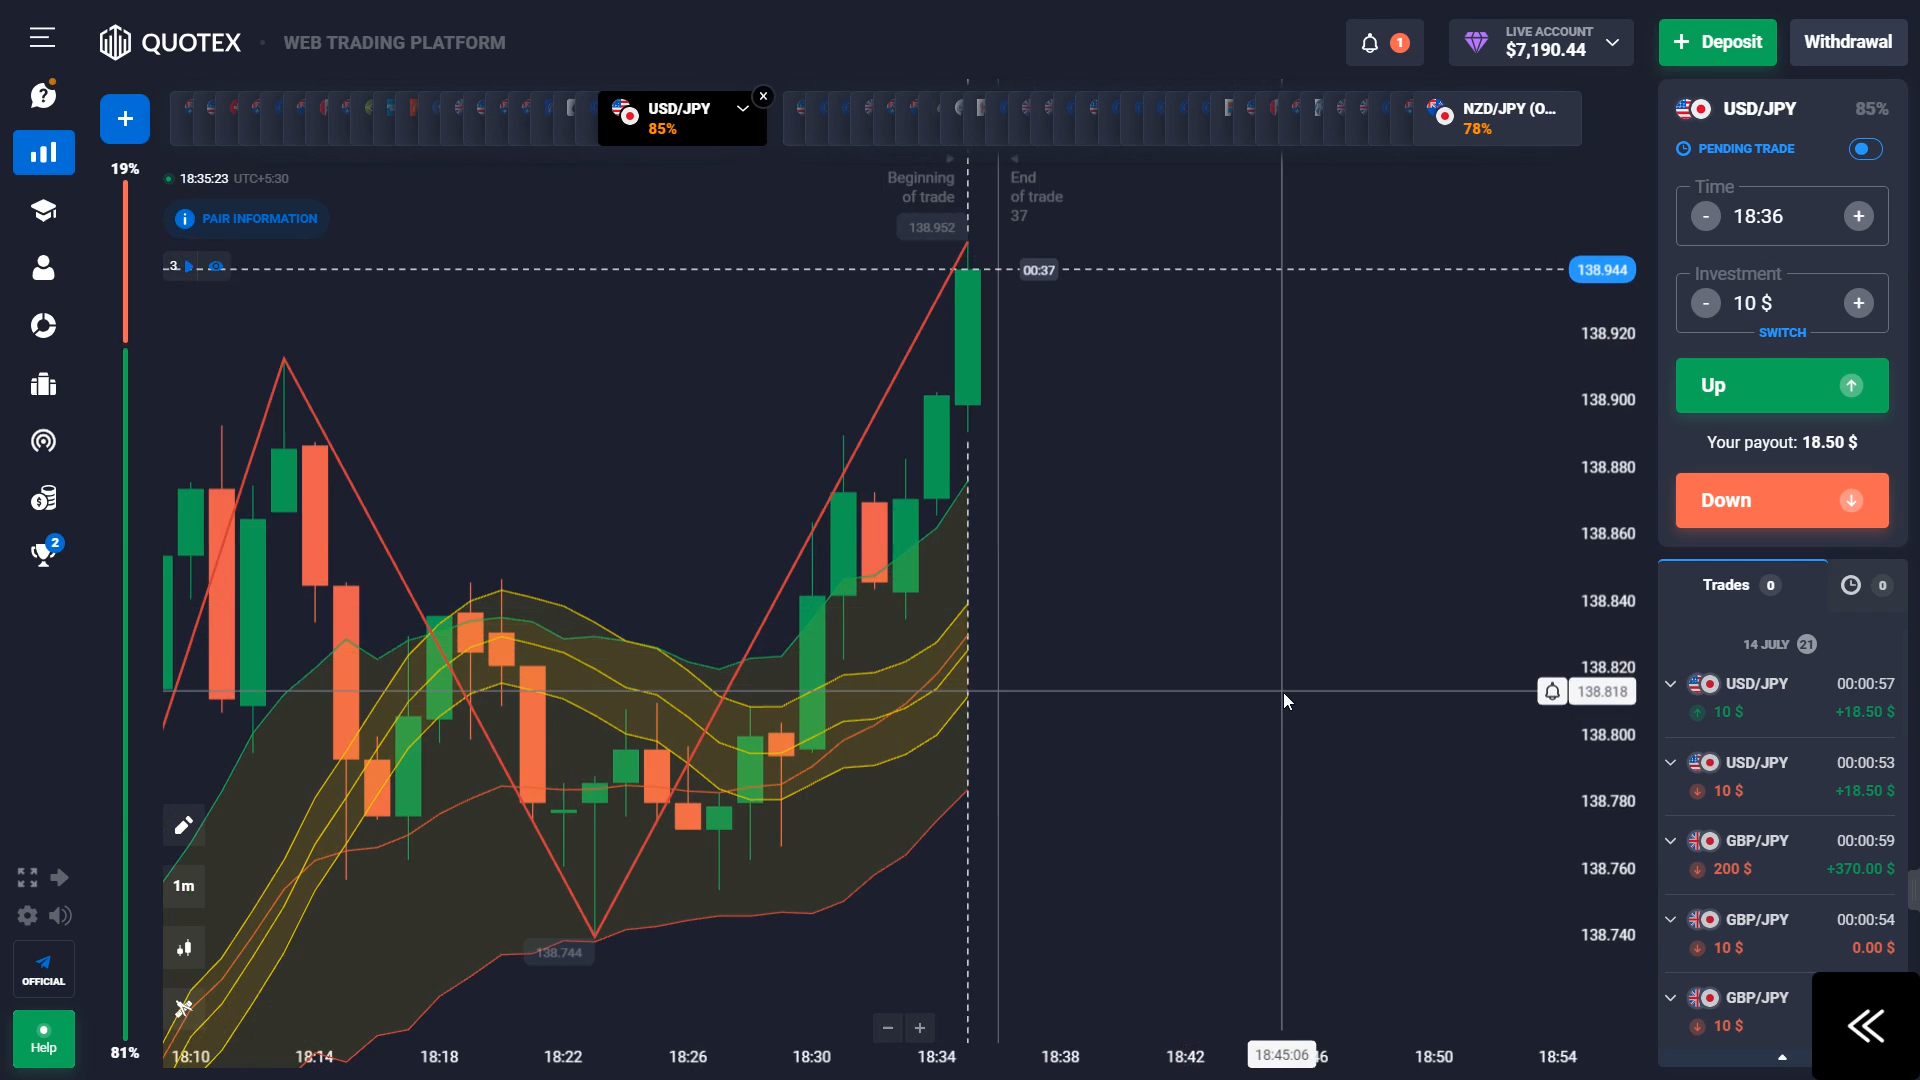 QUOTEX
WEB TRADING PLATFORM
1
LIVE ACCOUNT
$7,190.44
+ Deposit
Withdrawal
+
USD/JPY
85%
NZD/JPY (O...
78%
USD/JPY 85%
PENDING TRADE
Time
- 18:36 +
Investment
- 10 $ +
SWITCH
Up
Your payout: 18.50 $
Down
Trades 0
0
14 JULY 21
USD/JPY 00:00:57
10 $ +18.50 $
USD/JPY 00:00:53
10 $ +18.50 $
GBP/JPY 00:00:59
200 $ +370.00 $
GBP/JPY 00:00:54
10 $ 0.00 $
GBP/JPY
10 $
19%
18:35:23 UTC+5:30
PAIR INFORMATION
3
Beginning
of trade
End
of trade
37
138.952
00:37
138.944
138.920
138.900
138.880
138.860
138.840
138.820
138.818
138.800
138.780
138.760
138.740
138.744
1m
2
OFFICIAL
Help
81%
− +
18:10 18:14 18:18 18:22 18:26 18:30 18:34 18:38 18:42 18:45:06 46 18:50 18:54